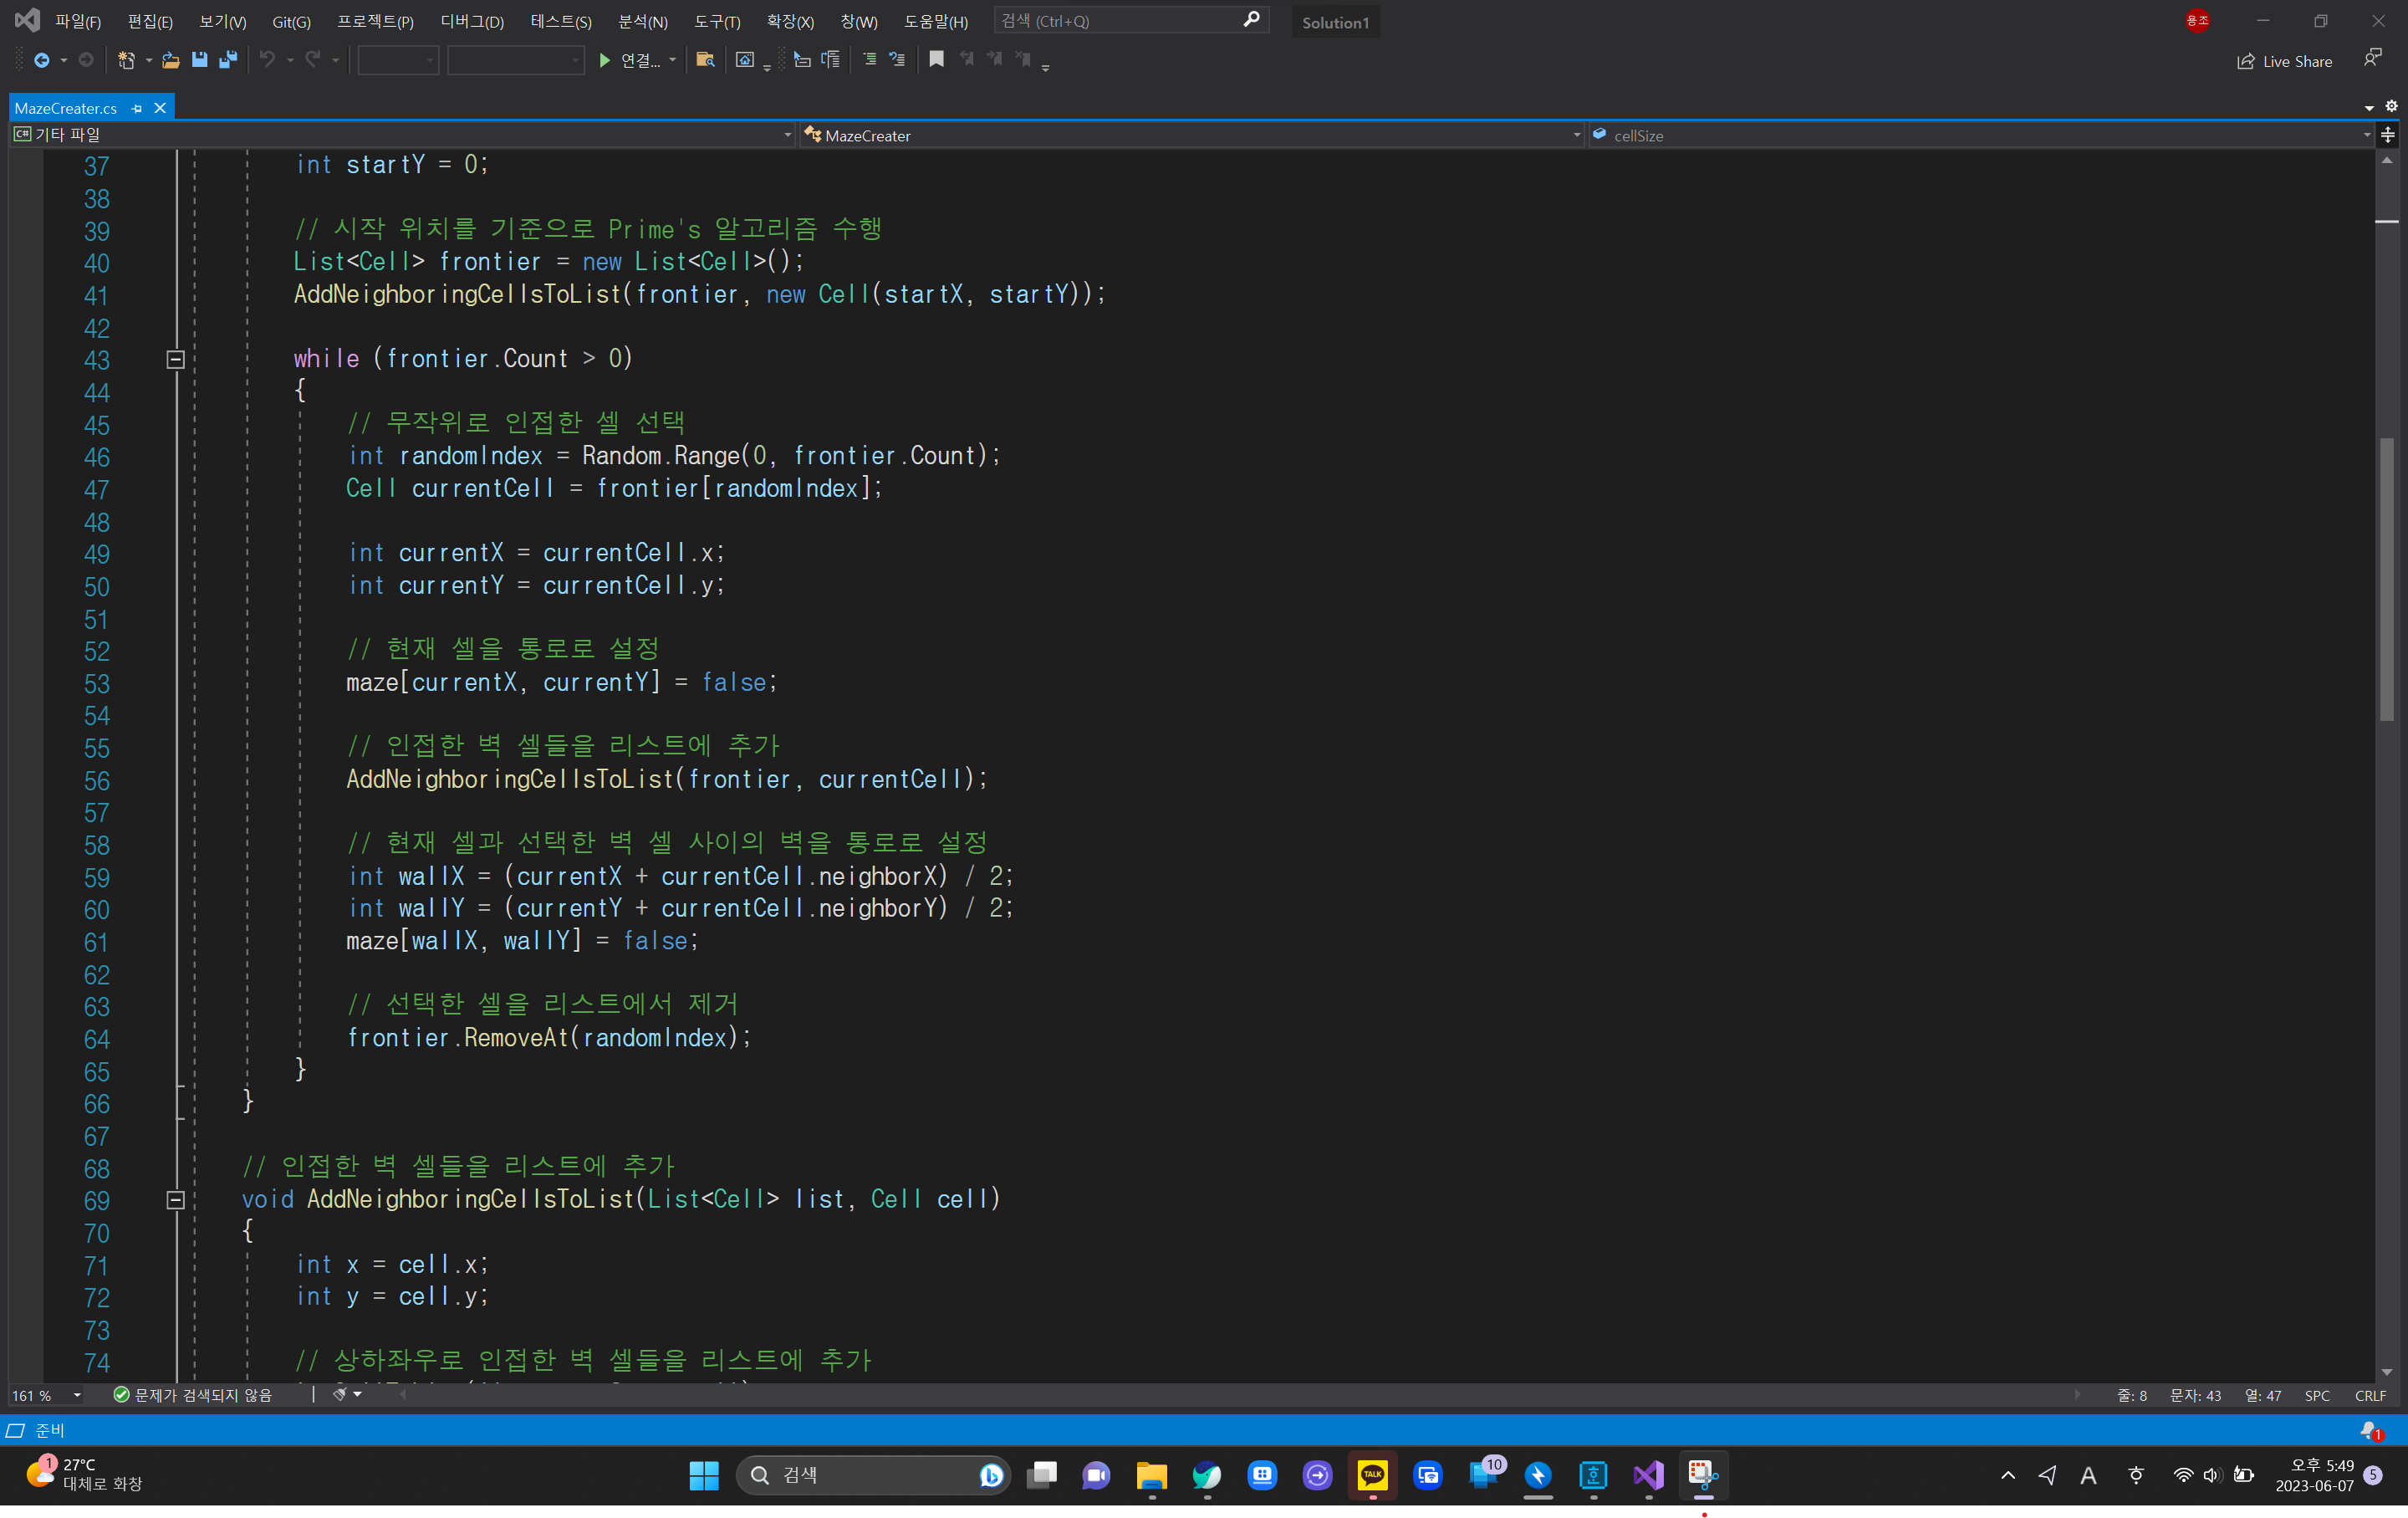 파일(F) 편집(E) 보기(V) Git(G) 프로젝트(P) 디버그(D) 테스트(S) 분석(N) 도구(T) 확장(X) 창(W) 도움말(H) 검색 (Ctrl+Q) Solution1 용조
연결... Live Share
MazeCreater.cs
C# 기타 파일 MazeCreater cellSize
37 int startY = 0;
38
39 // 시작 위치를 기준으로 Prime's 알고리즘 수행
40 List<Cell> frontier = new List<Cell>();
41 AddNeighboringCellsToList(frontier, new Cell(startX, startY));
42
43 while (frontier.Count > 0)
44 {
45 // 무작위로 인접한 셀 선택
46 int randomIndex = Random.Range(0, frontier.Count);
47 Cell currentCell = frontier[randomIndex];
48
49 int currentX = currentCell.x;
50 int currentY = currentCell.y;
51
52 // 현재 셀을 통로로 설정
53 maze[currentX, currentY] = false;
54
55 // 인접한 벽 셀들을 리스트에 추가
56 AddNeighboringCellsToList(frontier, currentCell);
57
58 // 현재 셀과 선택한 벽 셀 사이의 벽을 통로로 설정
59 int wallX = (currentX + currentCell.neighborX) / 2;
60 int wallY = (currentY + currentCell.neighborY) / 2;
61 maze[wallX, wallY] = false;
62
63 // 선택한 셀을 리스트에서 제거
64 frontier.RemoveAt(randomIndex);
65 }
66 }
67
68 // 인접한 벽 셀들을 리스트에 추가
69 void AddNeighboringCellsToList(List<Cell> list, Cell cell)
70 {
71 int x = cell.x;
72 int y = cell.y;
73
74 // 상하좌우로 인접한 벽 셀들을 리스트에 추가
161 % 문제가 검색되지 않음 줄: 8 문자: 43 열: 47 SPC CRLF
준비 1
1 27°C
대체로 화창
검색 TALK 10 A 오후 5:49
2023-06-07 5